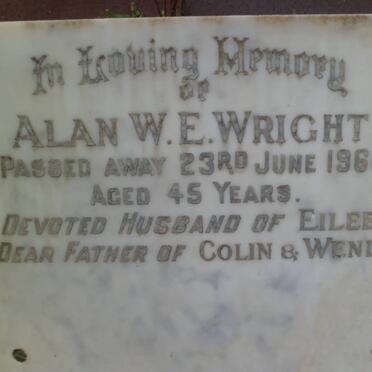 In Loving Memory
of
ALAN W. E. WRIGHT
PASSED AWAY 23RD JUNE 196
AGED 45 YEARS.
DEVOTED HUSBAND OF EILEE
DEAR FATHER OF COLIN & WEND